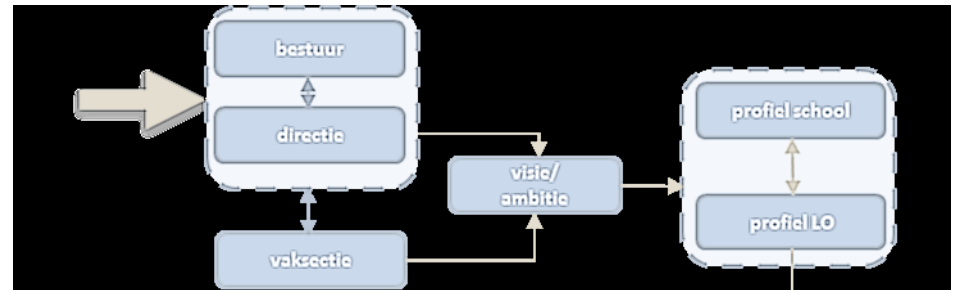 bestuur
directie
vaksectie
visie/
ambitie
profiel school
profiel LO